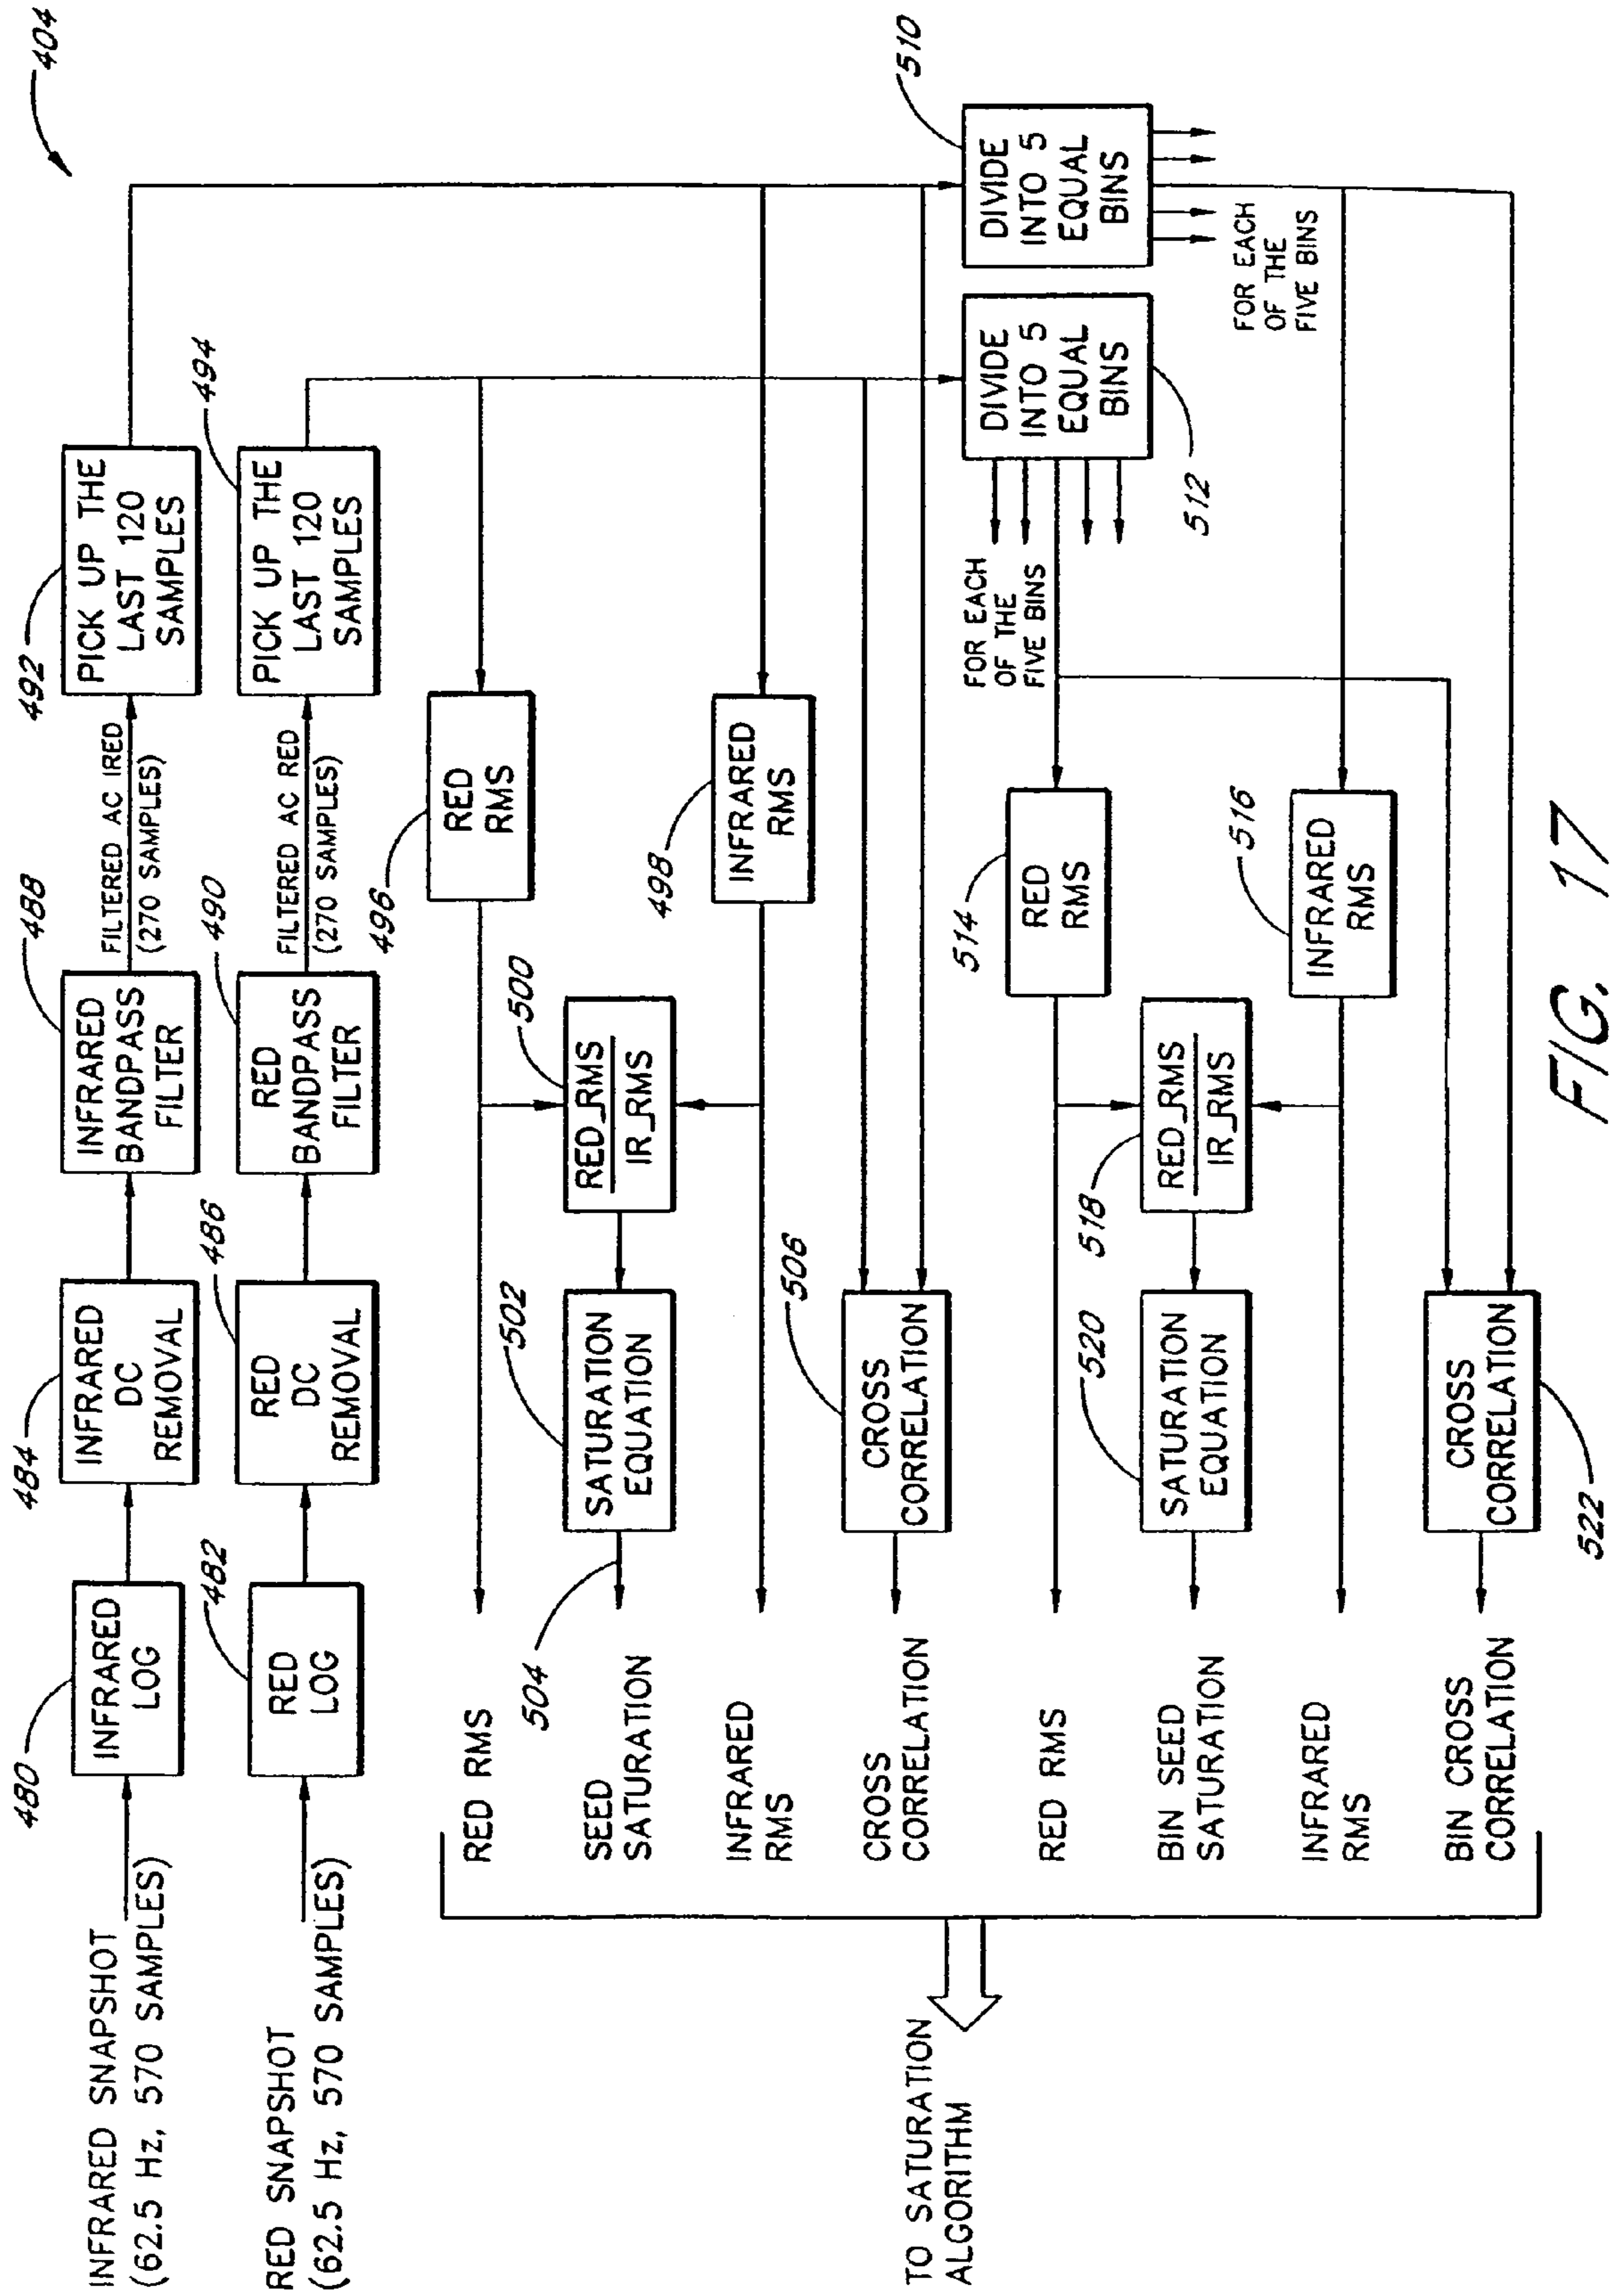 404
INFRARED SNAPSHOT
(62.5 Hz, 570 SAMPLES)
480
INFRARED
LOG
484
INFRARED
DC
REMOVAL
488
INFRARED
BANDPASS
FILTER
FILTERED AC IRED
(270 SAMPLES)
492
PICK UP THE
LAST 120
SAMPLES
RED SNAPSHOT
(62.5 Hz, 570 SAMPLES)
482
RED
LOG
486
RED
DC
REMOVAL
490
RED
BANDPASS
FILTER
FILTERED AC RED
(270 SAMPLES)
494
PICK UP THE
LAST 120
SAMPLES
496
RED
RMS
RED RMS
500
RED_RMS
IR_RMS
502
SATURATION
EQUATION
504
SEED
SATURATION
498
INFRARED
RMS
INFRARED
RMS
506
CROSS
CORRELATION
CROSS
CORRELATION
510
DIVIDE
INTO 5
EQUAL
BINS
512
DIVIDE
INTO 5
EQUAL
BINS
FOR EACH
OF THE
FIVE BINS
FOR EACH
OF THE
FIVE BINS
514
RED
RMS
RED RMS
518
RED_RMS
IR_RMS
520
SATURATION
EQUATION
BIN SEED
SATURATION
516
INFRARED
RMS
INFRARED
RMS
522
CROSS
CORRELATION
BIN CROSS
CORRELATION
TO SATURATION
ALGORITHM
FIG. 17